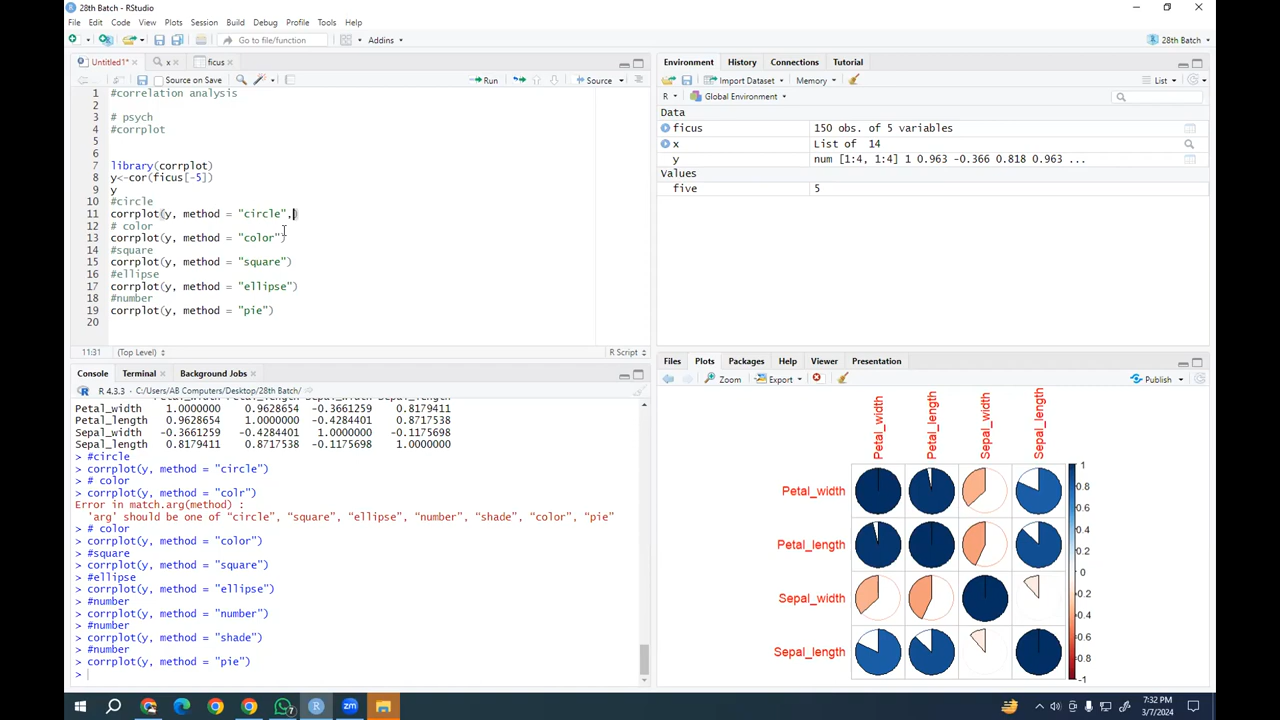 28th Batch - RStudio
File Edit Code View Plots Session Build Debug Profile Tools Help
Go to file/function Addins 28th Batch
Untitled1* x ficus
Source on Save Run Source
1 #correlation analysis
2
3 # psych
4 #corrplot
5
6
7 library(corrplot)
8 y<-cor(ficus[-5])
9 y
10 #circle
11 corrplot(y, method = "circle",)
12 # color
13 corrplot(y, method = "color")
14 #square
15 corrplot(y, method = "square")
16 #ellipse
17 corrplot(y, method = "ellipse")
18 #number
19 corrplot(y, method = "pie")
20
11:31 (Top Level) R Script
Console Terminal Background Jobs
R 4.3.3 · C:/Users/AB Computers/Desktop/28th Batch/
Petal_width 1.0000000 0.9628654 -0.3661259 0.8179411
Petal_length 0.9628654 1.0000000 -0.4284401 0.8717538
Sepal_width -0.3661259 -0.4284401 1.0000000 -0.1175698
Sepal_length 0.8179411 0.8717538 -0.1175698 1.0000000
> #circle
> corrplot(y, method = "circle")
> # color
> corrplot(y, method = "colr")
Error in match.arg(method) :
'arg' should be one of “circle”, “square”, “ellipse”, “number”, “shade”, “color”, “pie”
> # color
> corrplot(y, method = "color")
> #square
> corrplot(y, method = "square")
> #ellipse
> corrplot(y, method = "ellipse")
> #number
> corrplot(y, method = "number")
> #number
> corrplot(y, method = "shade")
> #number
> corrplot(y, method = "pie")
>
Environment History Connections Tutorial
Import Dataset Memory List
R Global Environment
Data
ficus 150 obs. of 5 variables
x List of 14
y num [1:4, 1:4] 1 0.963 -0.366 0.818 0.963 ...
Values
five 5
Files Plots Packages Help Viewer Presentation
Zoom Export Publish
Petal_width Petal_length Sepal_width Sepal_length
Petal_width
Petal_length
Sepal_width
Sepal_length
1
0.8
0.6
0.4
0.2
0
0.2
0.4
0.6
0.8
-1
7:32 PM
3/7/2024